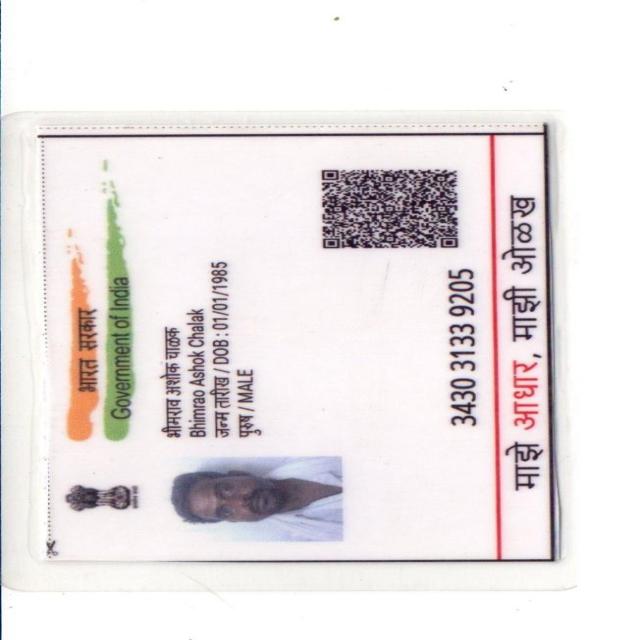 भारत सरकार
Government of India
भीमराव अशोक चाळक
Bhimrao Ashok Chalak
जन्म तारीख / DOB : 01/01/1985
पुरुष / MALE
3430 3133 9205
माझे आधार, माझी ओळख